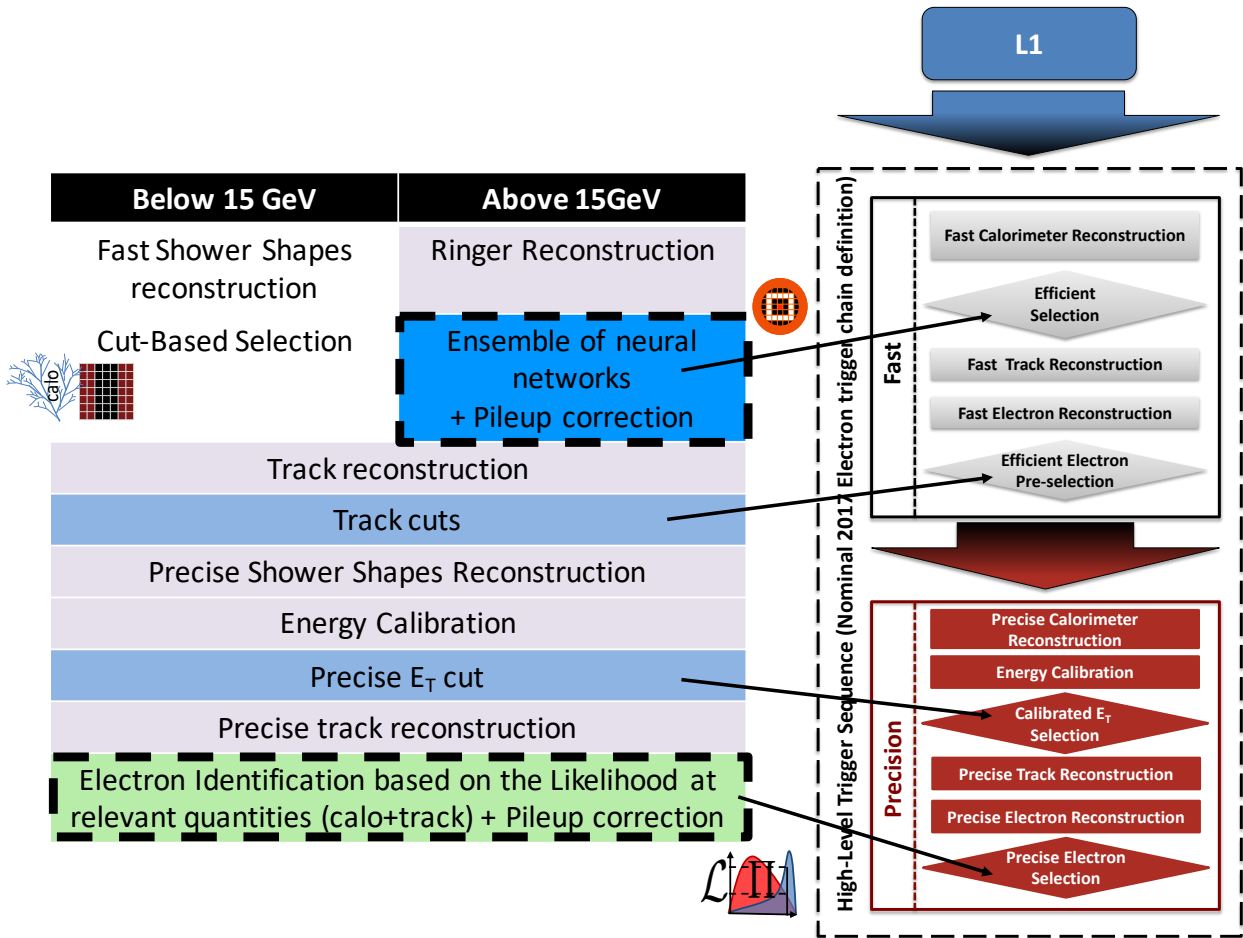 L1
Below 15 GeV
Above 15GeV
Fast Shower Shapes
reconstruction
Ringer Reconstruction
Cut-Based Selection
Ensemble of neural
networks
+ Pileup correction
calo
Track reconstruction
Track cuts
Precise Shower Shapes Reconstruction
Energy Calibration
Precise ET cut
Precise track reconstruction
Electron Identification based on the Likelihood at
relevant quantities (calo+track) + Pileup correction
ℒ Π
High-Level Trigger Sequence (Nominal 2017 Electron trigger chain definition)
Fast
Fast Calorimeter Reconstruction
Efficient
Selection
Fast Track Reconstruction
Fast Electron Reconstruction
Efficient Electron
Pre-selection
Precision
Precise Calorimeter
Reconstruction
Energy Calibration
Calibrated ET
Selection
Precise Track Reconstruction
Precise Electron Reconstruction
Precise Electron
Selection